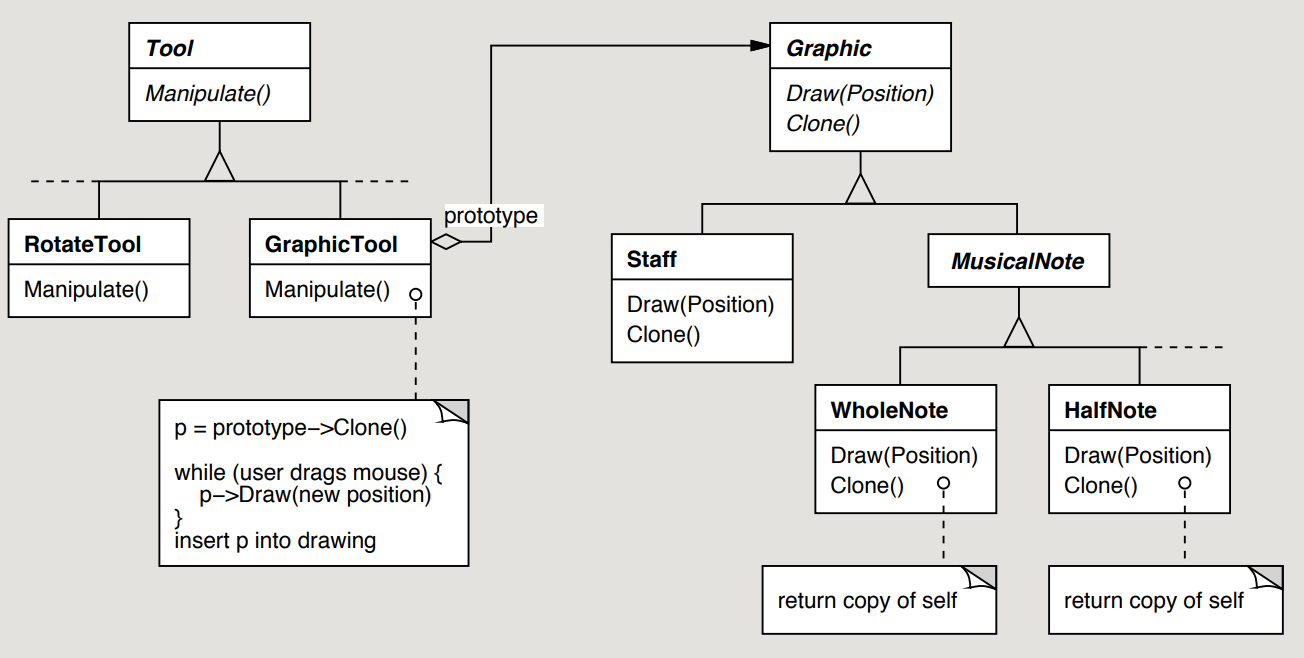 Tool
Manipulate()
Graphic
Draw(Position)
Clone()
prototype
RotateTool
Manipulate()
GraphicTool
Manipulate()
Staff
Draw(Position)
Clone()
MusicalNote
p = prototype–>Clone()
while (user drags mouse) {
p–>Draw(new position)
}
insert p into drawing
WholeNote
Draw(Position)
Clone()
HalfNote
Draw(Position)
Clone()
return copy of self
return copy of self